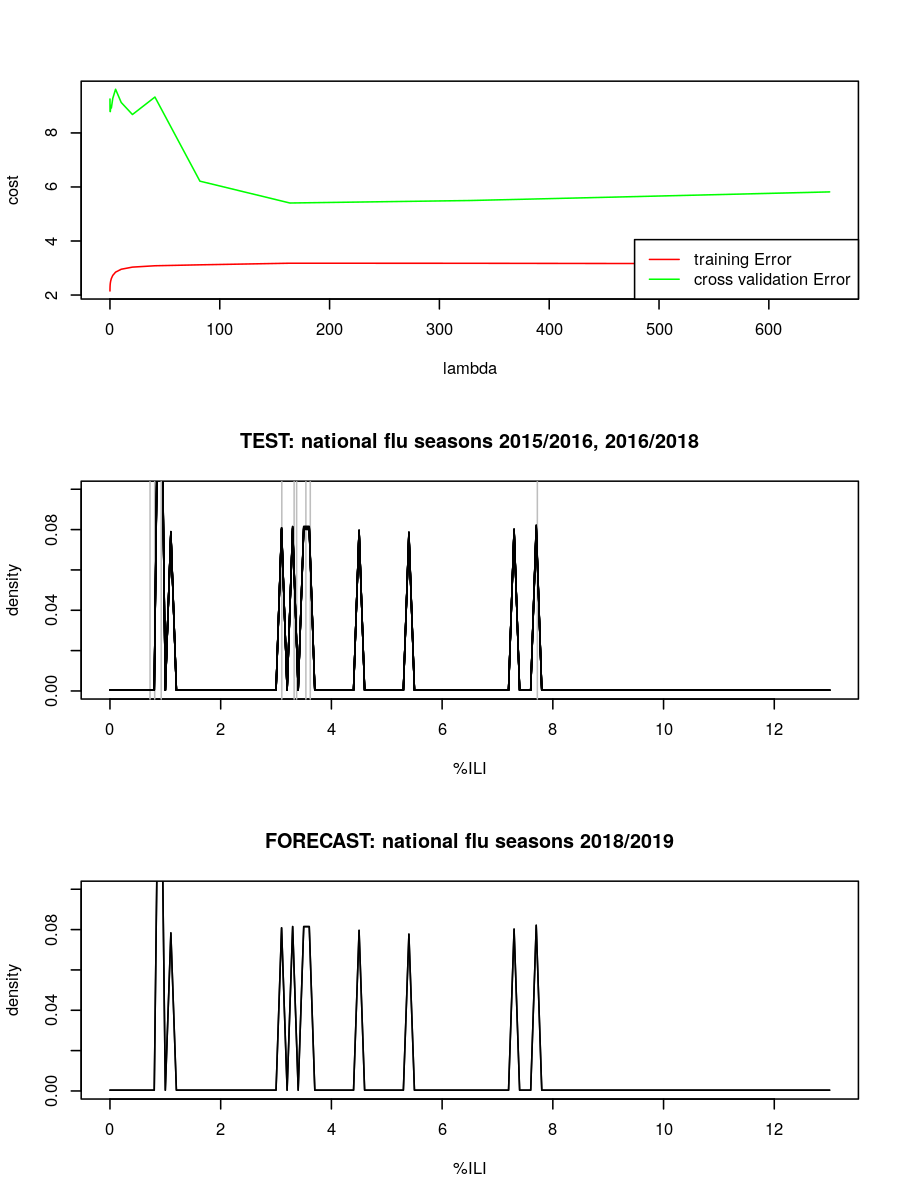 cost
8
6
4
2
training Error
cross validation Error
0 100 200 300 400 500 600
lambda
TEST: national flu seasons 2015/2016, 2016/2018
density
0.08
0.04
0.00
0 2 4 6 8 10 12
%ILI
FORECAST: national flu seasons 2018/2019
density
0.08
0.04
0.00
0 2 4 6 8 10 12
%ILI